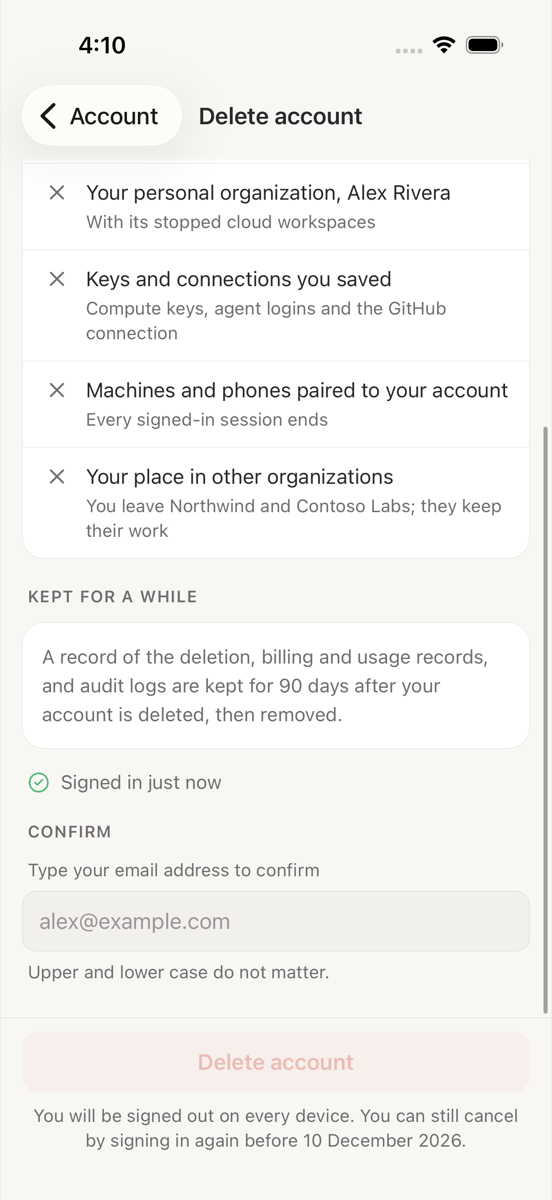 4:10
Account
Delete account
Your personal organization, Alex Rivera
With its stopped cloud workspaces
Keys and connections you saved
Compute keys, agent logins and the GitHub
connection
Machines and phones paired to your account
Every signed-in session ends
Your place in other organizations
You leave Northwind and Contoso Labs; they keep
their work
KEPT FOR A WHILE
A record of the deletion, billing and usage records,
and audit logs are kept for 90 days after your
account is deleted, then removed.
Signed in just now
CONFIRM
Type your email address to confirm
alex@example.com
Upper and lower case do not matter.
Delete account
You will be signed out on every device. You can still cancel
by signing in again before 10 December 2026.